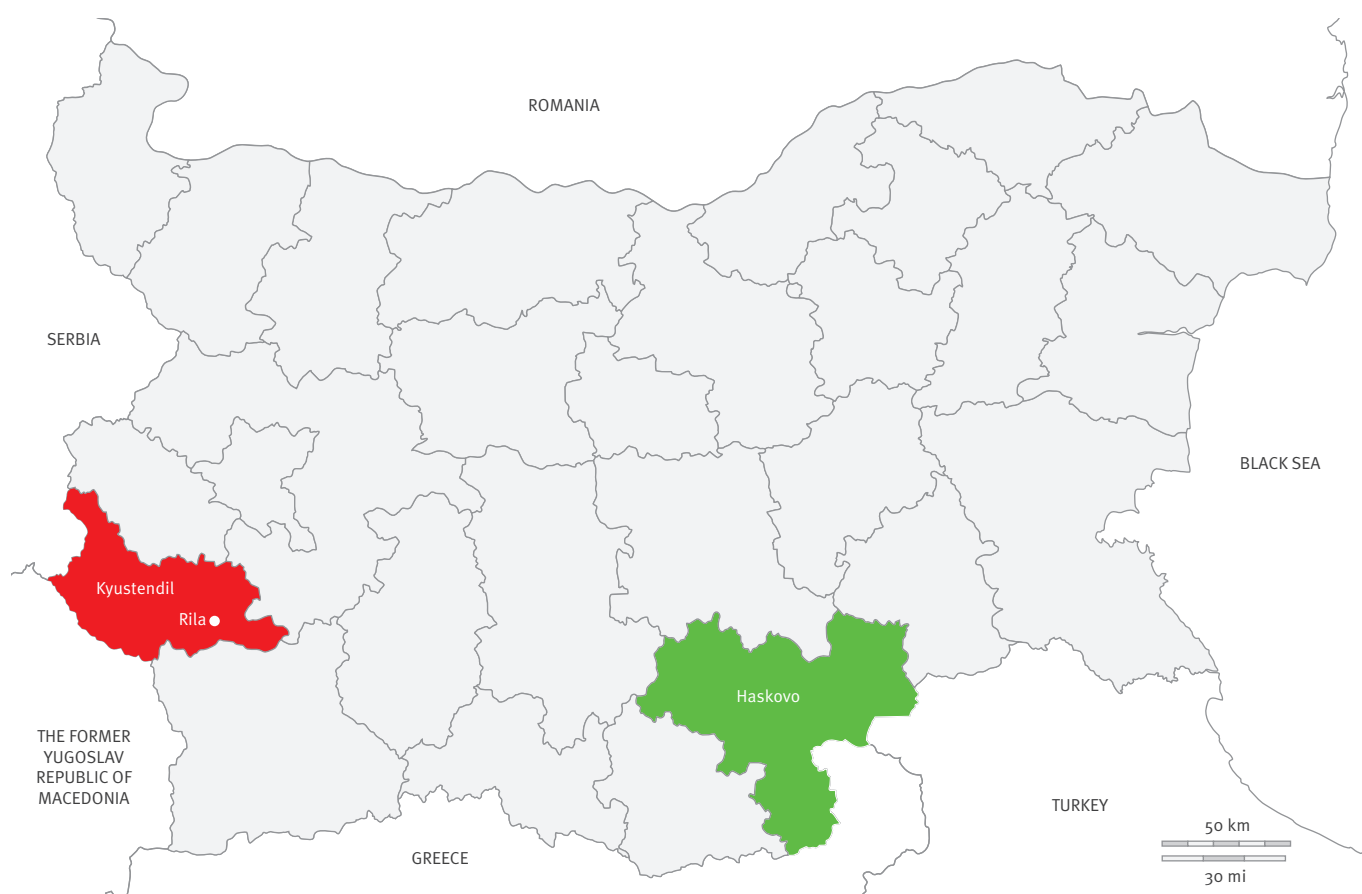 ROMANIA
SERBIA
BLACK SEA
Kyustendil
Rila
Haskovo
THE FORMER
YUGOSLAV
REPUBLIC OF
MACEDONIA
TURKEY
50 km
GREECE
30 mi